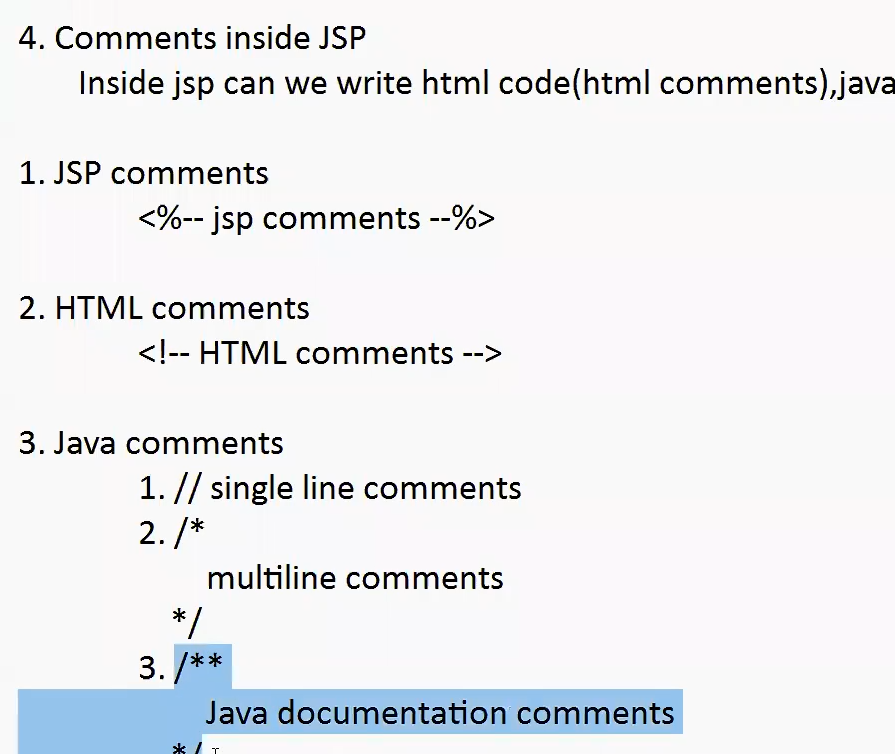 4. Comments inside JSP
Inside jsp can we write html code(html comments),java
1. JSP comments
<%-- jsp comments --%>
2. HTML comments
<!-- HTML comments -->
3. Java comments
1. // single line comments
2. /*
multiline comments
*/
3. /**
Java documentation comments
*/